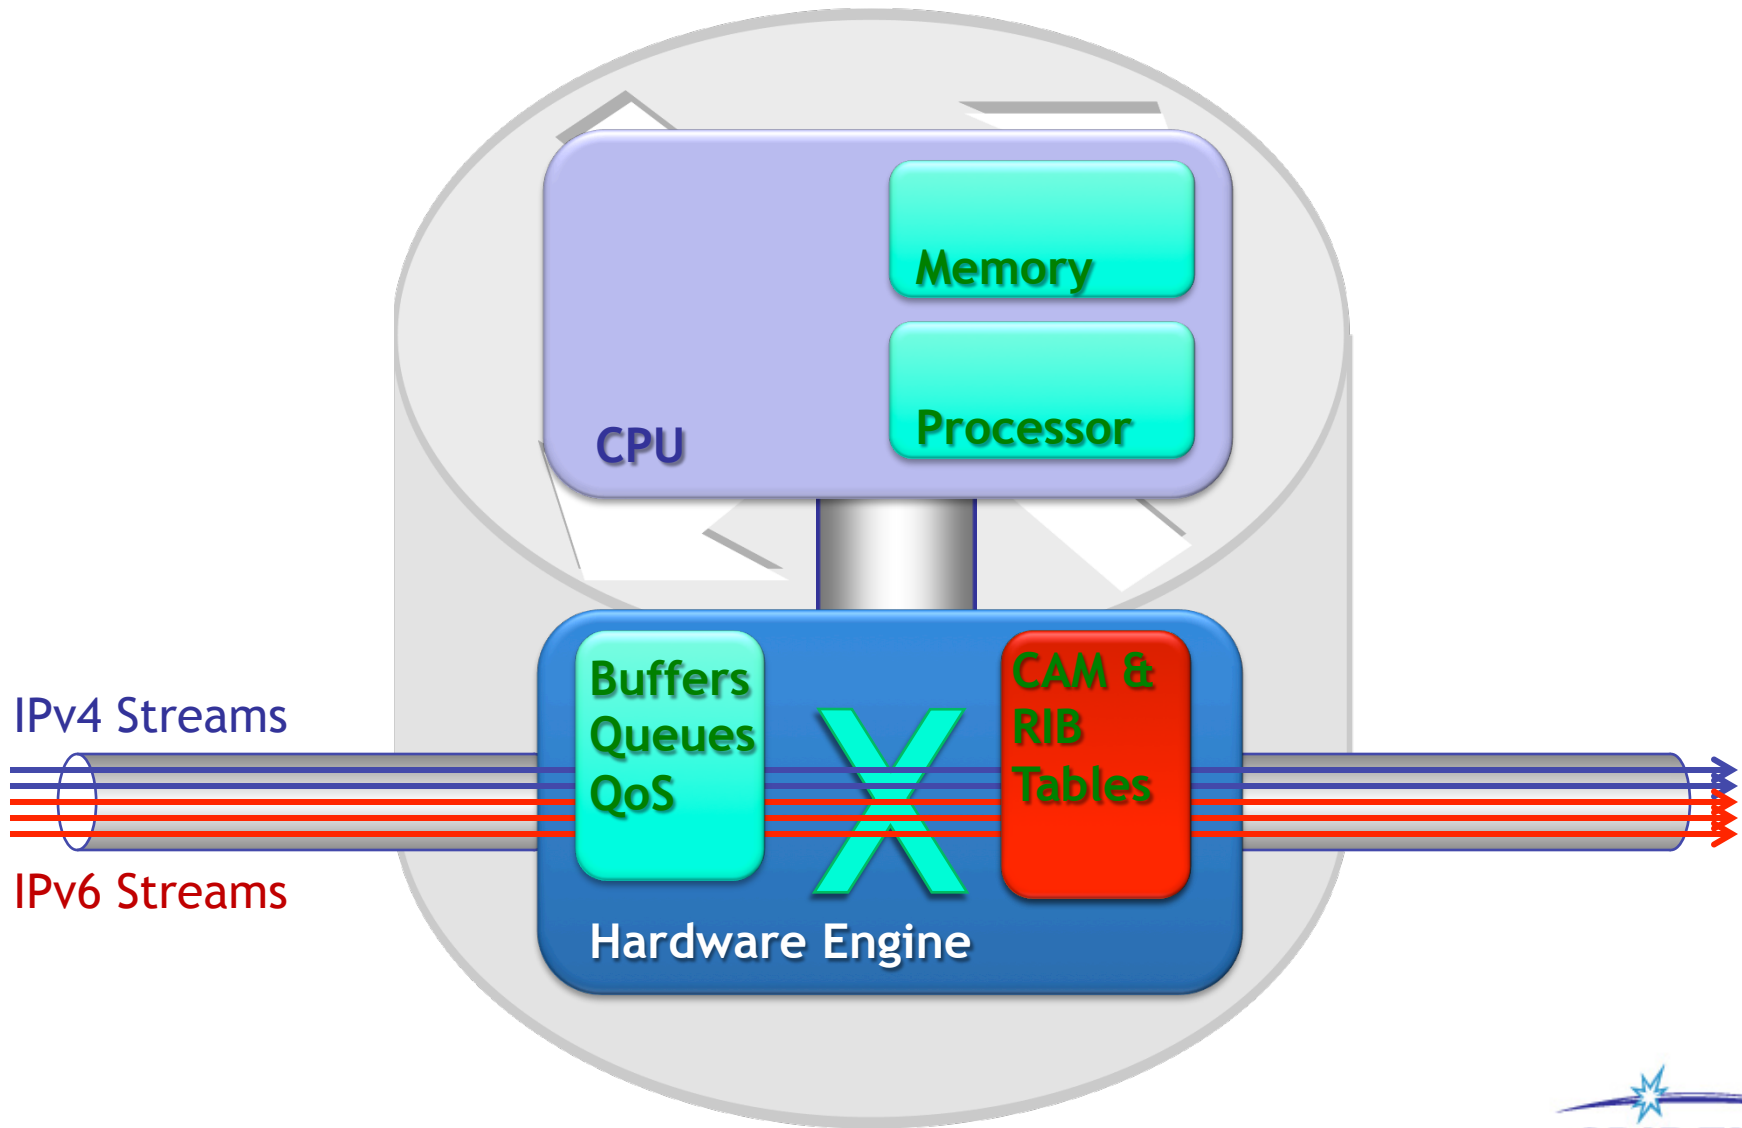 Memory
Processor
CPU
Buffers
Queues
QoS
CAM &
RIB
Tables
IPv4 Streams
IPv6 Streams
Hardware Engine